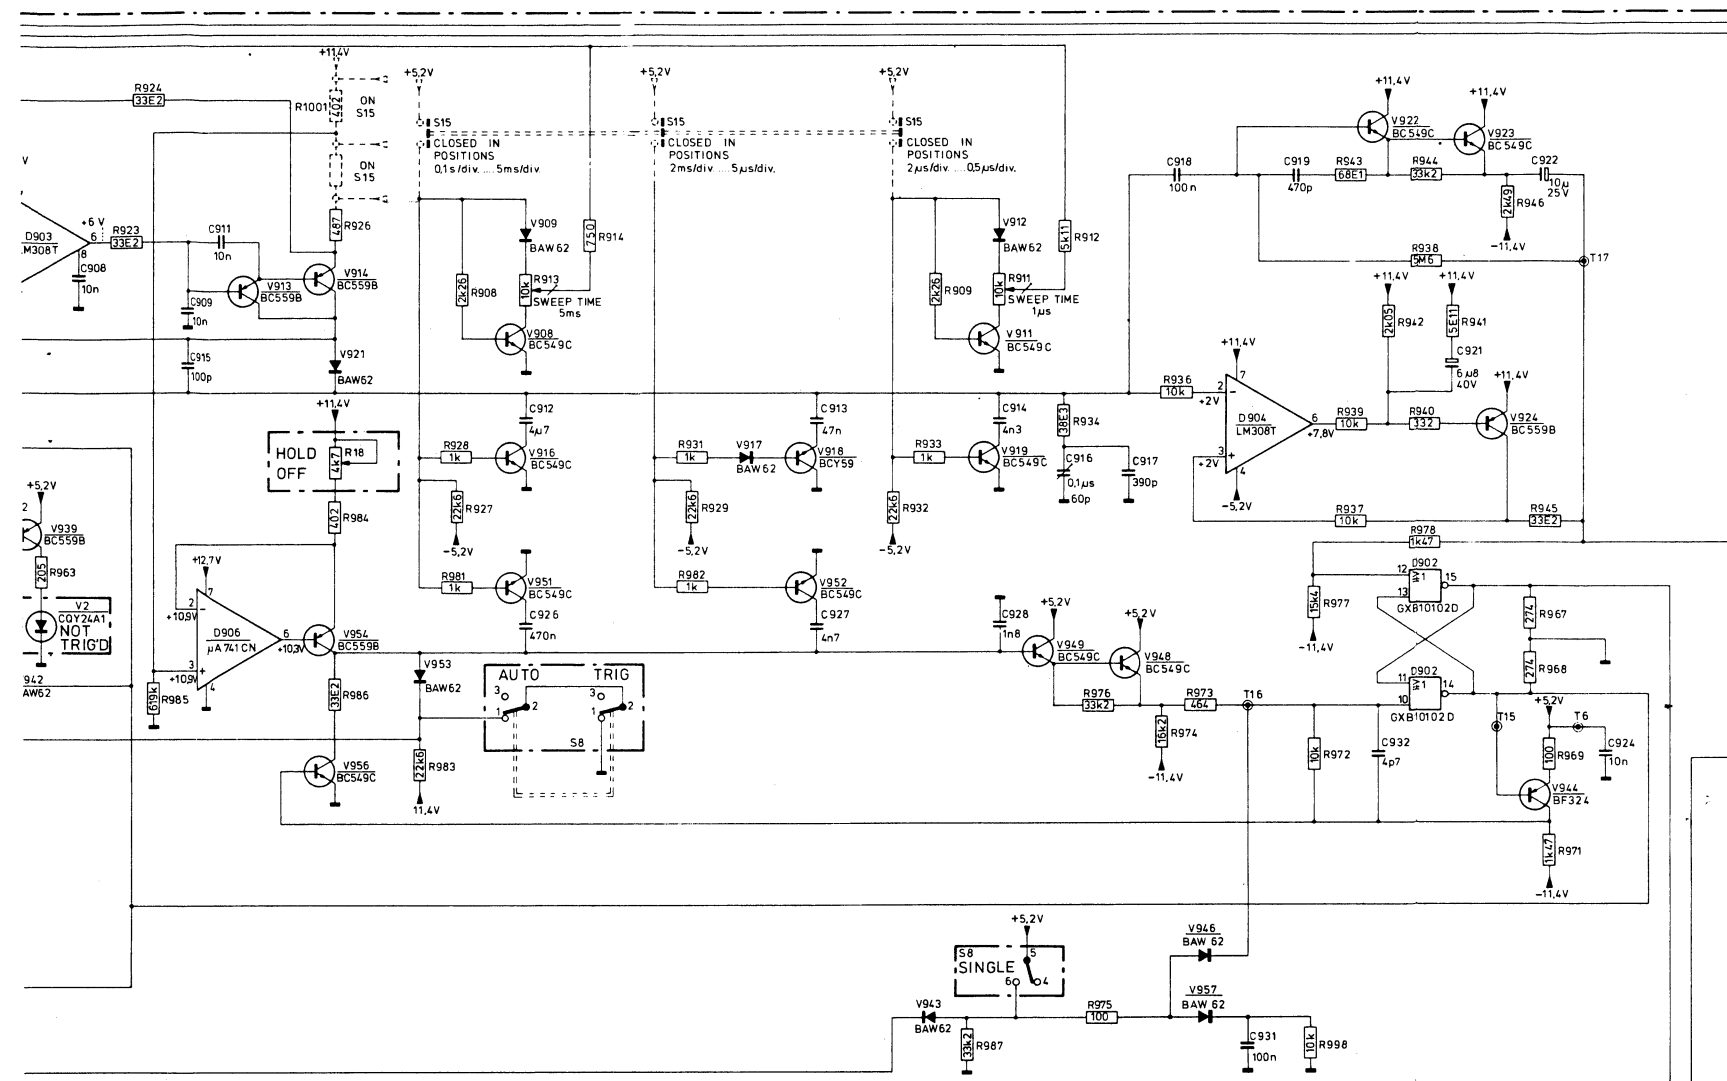 +11,4V
+5,2V
+5,2V
+5,2V
+11,4V
+11,4V
R924
33E2
R1001
402
ON
S15
S15
S15
S15
V922
BC549C
V923
BC549C
CLOSED IN
POSITIONS
0,1s/div. .... 5ms/div.
CLOSED IN
POSITIONS
2ms/div. .... 5µs/div.
CLOSED IN
POSITIONS
2µs/div. .... 0,5µs/div.
ON
S15
V
C918
100n
C919
470p
R943
68E1
R944
33k2
C922
10µ
25V
2k49
R946
-11,4V
+6V
D903
LM308T
6
8
C908
10n
R923
33E2
C911
10n
487
R926
V909
BAW62
750
R914
V912
BAW62
5k11
R912
R938
5M6
T17
V913
BC559B
V914
BC559B
C909
10n
2k26
R908
10k
R913
SWEEP TIME
5ms
2k26
R909
10k
R911
SWEEP TIME
1µs
+11,4V
+11,4V
2k05
R942
5E11
R941
V908
BC549C
V911
BC549C
C915
100p
V921
BAW62
+11,4V
C921
6µ8
40V
+11,4V
+11,4V
HOLD
OFF
R18
4k7
C912
4µ7
C913
47n
C914
4n3
38E3
R934
R936
10k
2
+2V
7
D904
LM308T
6
+7,8V
R939
10k
R940
332
V924
BC559B
R928
1k
V916
BC549C
R931
1k
V917
BAW62
V918
BCY59
R933
1k
V919
BC549C
C916
0,1µs
60p
C917
390p
3
+2V
4
-5,2V
+5,2V
2
V939
BC559B
402
R984
22k6
R927
-5,2V
22k6
R929
-5,2V
22k6
R932
-5,2V
R937
10k
R945
33E2
R978
1k47
205
R963
+12,7V
7
R981
1k
V951
BC549C
R982
1k
V952
BC549C
12
D902
≥1
15
13
GXB10102D
15k4
R977
-11,4V
274
R967
V2
CQY24A1
NOT
TRIG'D
2
+10,9V
D906
µA741CN
6
+10,3V
V954
BC559B
C926
470n
C927
4n7
C928
1n8
+5,2V
+5,2V
V949
BC549C
V948
BC549C
274
R968
3
+10,9V
4
942
AW62
619k
R985
33E2
R986
V953
BAW62
AUTO
TRIG
3
1
2
3
1
2
S8
R976
33k2
R973
464
T16
11
D902
≥1
14
10
GXB10102D
+5,2V
T15
T6
16k2
R974
-11,4V
10k
R972
C932
4p7
100
R969
C924
10n
V956
BC549C
22k6
R983
11,4V
V944
BF324
1k47
R971
-11,4V
+5,2V
S8
SINGLE
5
6
4
V946
BAW 62
V957
BAW 62
V943
BAW62
33k2
R987
R975
100
C931
100n
10k
R998